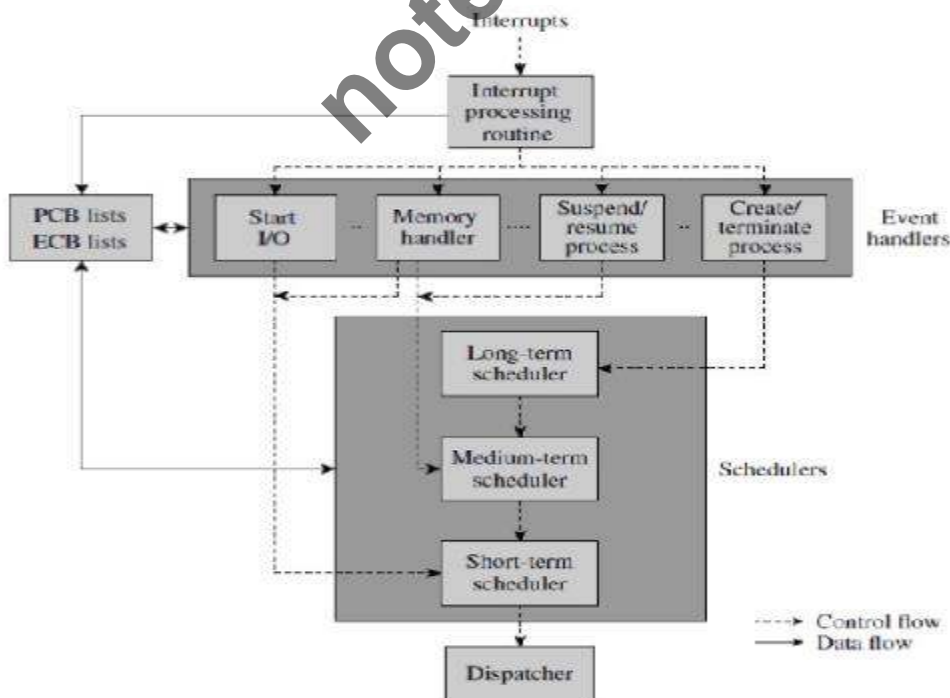 note
Interrupts
Interrupt
processing
routine
PCB lists
ECB lists
Start
I/O
Memory
handler
Suspend/
resume
process
Create/
terminate
process
Event
handlers
Long-term
scheduler
Medium-term
scheduler
Schedulers
Short-term
scheduler
Control flow
Data flow
Dispatcher